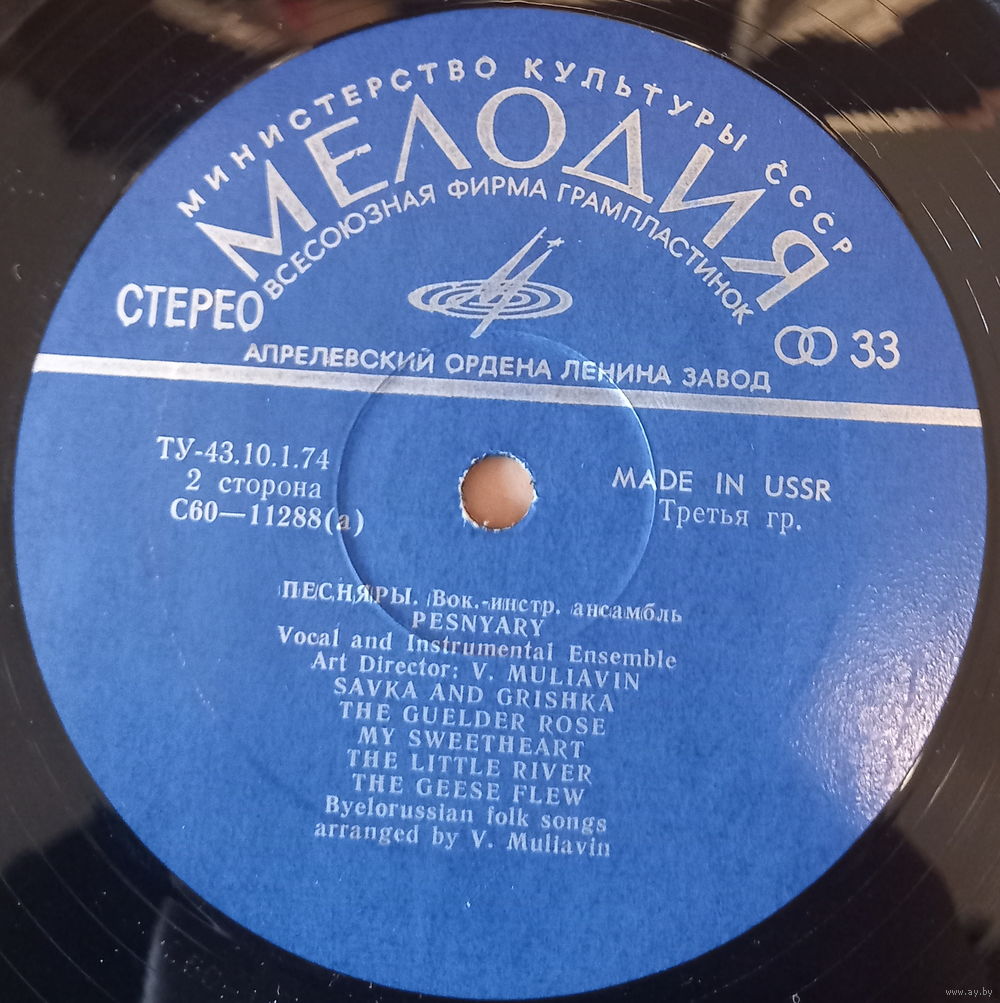 МИНИСТЕРСТВО КУЛЬТУРЫ СССР
МЕЛОДИЯ
ВСЕСОЮЗНАЯ ФИРМА ГРАМПЛАСТИНОК
СТЕРЕО
33
АПРЕЛЕВСКИЙ ОРДЕНА ЛЕНИНА ЗАВОД
ТУ-43.10.1.74
2 сторона
С60—11288(а)
MADE IN USSR
Третья гр.
ПЕСНЯРЫ. Вок.-инстр. ансамбль
PESNYARY
Vocal and Instrumental Ensemble
Art Director: V. MULIAVIN
SAVKA AND GRISHKA
THE GUELDER ROSE
MY SWEETHEART
THE LITTLE RIVER
THE GEESE FLEW
Byelorussian folk songs
arranged by V. Muliavin
www.ay.by